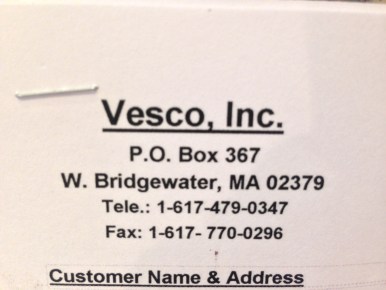 Vesco, Inc.
P.O. Box 367
W. Bridgewater, MA 02379
Tele.: 1-617-479-0347
Fax: 1-617- 770-0296
Customer Name & Address